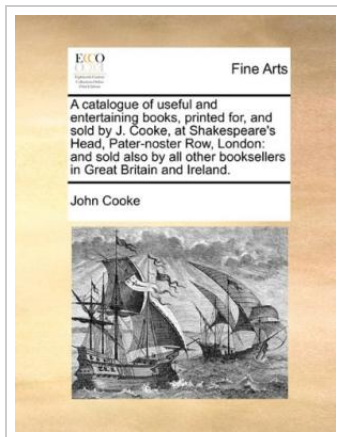 ECCO
Fine Arts
A catalogue of useful and
entertaining books, printed for, and
sold by J. Cooke, at Shakespeare's
Head, Pater-noster Row, London:
and sold also by all other booksellers
in Great Britain and Ireland.
John Cooke